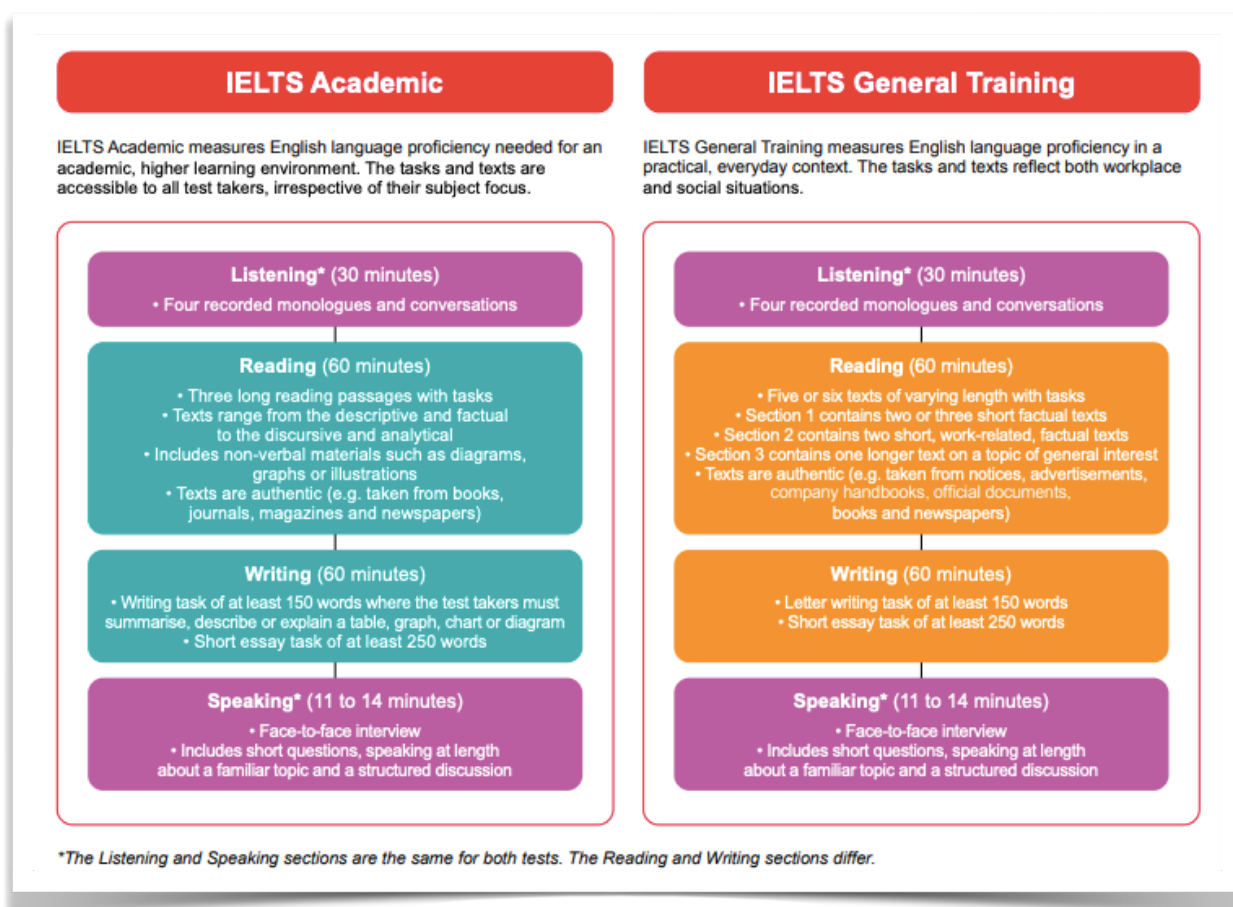 IELTS Academic
IELTS Academic measures English language proficiency needed for an
academic, higher learning environment. The tasks and texts are
accessible to all test takers, irrespective of their subject focus.
Listening* (30 minutes)
• Four recorded monologues and conversations
Reading (60 minutes)
• Three long reading passages with tasks
• Texts range from the descriptive and factual
to the discursive and analytical
• Includes non-verbal materials such as diagrams,
graphs or illustrations
• Texts are authentic (e.g. taken from books,
journals, magazines and newspapers)
Writing (60 minutes)
• Writing task of at least 150 words where the test takers must
summarise, describe or explain a table, graph, chart or diagram
• Short essay task of at least 250 words
Speaking* (11 to 14 minutes)
• Face-to-face interview
• Includes short questions, speaking at length
about a familiar topic and a structured discussion
IELTS General Training
IELTS General Training measures English language proficiency in a
practical, everyday context. The tasks and texts reflect both workplace
and social situations.
Listening* (30 minutes)
• Four recorded monologues and conversations
Reading (60 minutes)
• Five or six texts of varying length with tasks
• Section 1 contains two or three short factual texts
• Section 2 contains two short, work-related, factual texts
• Section 3 contains one longer text on a topic of general interest
• Texts are authentic (e.g. taken from notices, advertisements,
company handbooks, official documents,
books and newspapers)
Writing (60 minutes)
• Letter writing task of at least 150 words
• Short essay task of at least 250 words
Speaking* (11 to 14 minutes)
• Face-to-face interview
• Includes short questions, speaking at length
about a familiar topic and a structured discussion
*The Listening and Speaking sections are the same for both tests. The Reading and Writing sections differ.